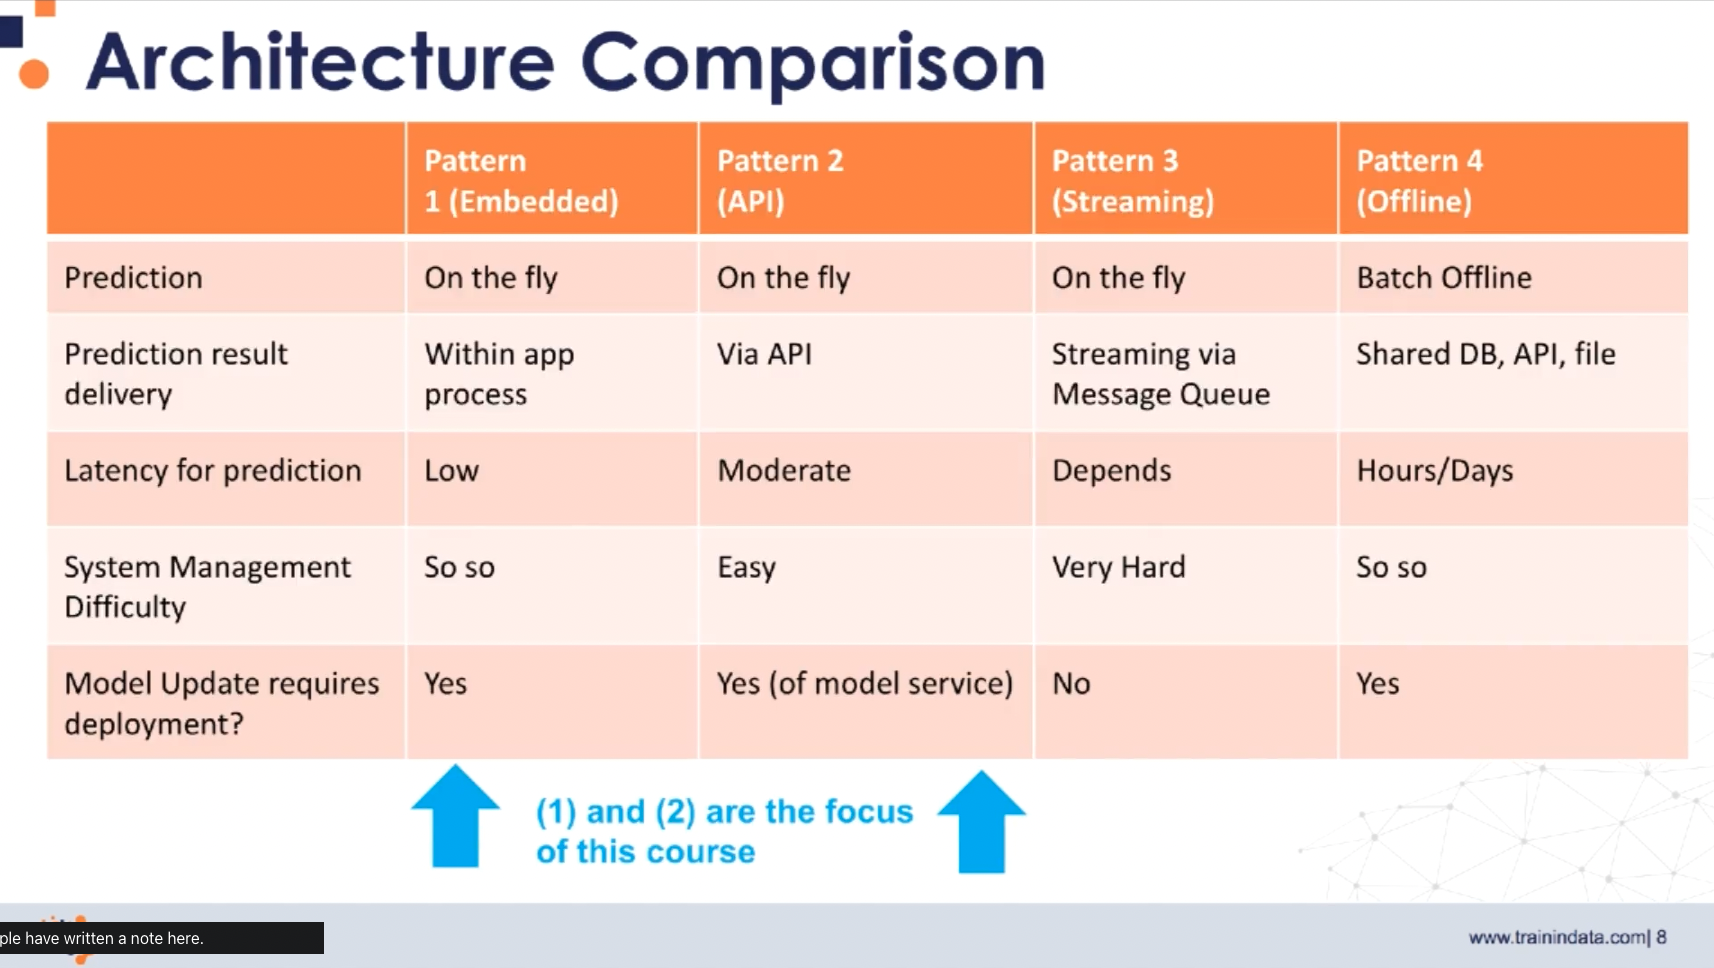 Architecture Comparison
Pattern
1 (Embedded)
Pattern 2
(API)
Pattern 3
(Streaming)
Pattern 4
(Offline)
Prediction
On the fly
On the fly
On the fly
Batch Offline
Prediction result
delivery
Within app
process
Via API
Streaming via
Message Queue
Shared DB, API, file
Latency for prediction
Low
Moderate
Depends
Hours/Days
System Management
Difficulty
So so
Easy
Very Hard
So so
Model Update requires
deployment?
Yes
Yes (of model service)
No
Yes
(1) and (2) are the focus
of this course
ple have written a note here.
www.trainindata.com| 8